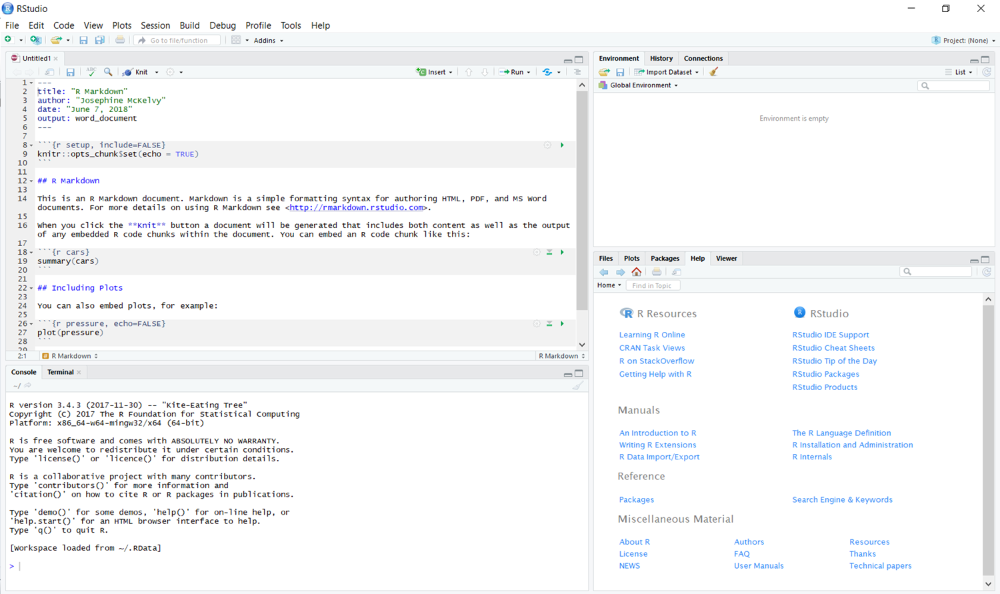 RStudio
File Edit Code View Plots Session Build Debug Profile Tools Help
Go to file/function Addins Project: (None)
Untitled1
ABC Knit Insert Run
1 ---
2 title: "R Markdown"
3 author: "Josephine McKelvy"
4 date: "June 7, 2018"
5 output: word_document
6 ---
7
8 ```{r setup, include=FALSE}
9 knitr::opts_chunk$set(echo = TRUE)
10 ```
11
12 ## R Markdown
13
14 This is an R Markdown document. Markdown is a simple formatting syntax for authoring HTML, PDF, and MS Word
documents. For more details on using R Markdown see <http://rmarkdown.rstudio.com>.
15
16 When you click the **Knit** button a document will be generated that includes both content as well as the output
of any embedded R code chunks within the document. You can embed an R code chunk like this:
17
18 ```{r cars}
19 summary(cars)
20 ```
21
22 ## Including Plots
23
24 You can also embed plots, for example:
25
26 ```{r pressure, echo=FALSE}
27 plot(pressure)
28 ```
29
2:1 # R Markdown R Markdown
Console Terminal
~/
R version 3.4.3 (2017-11-30) -- "Kite-Eating Tree"
Copyright (C) 2017 The R Foundation for Statistical Computing
Platform: x86_64-w64-mingw32/x64 (64-bit)
R is free software and comes with ABSOLUTELY NO WARRANTY.
You are welcome to redistribute it under certain conditions.
Type 'license()' or 'licence()' for distribution details.
R is a collaborative project with many contributors.
Type 'contributors()' for more information and
'citation()' on how to cite R or R packages in publications.
Type 'demo()' for some demos, 'help()' for on-line help, or
'help.start()' for an HTML browser interface to help.
Type 'q()' to quit R.
[Workspace loaded from ~/.RData]
>
Environment History Connections
Import Dataset List
Global Environment
Environment is empty
Files Plots Packages Help Viewer
Home Find in Topic
R Resources
Learning R Online
CRAN Task Views
R on StackOverflow
Getting Help with R
RStudio
RStudio IDE Support
RStudio Cheat Sheets
RStudio Tip of the Day
RStudio Packages
RStudio Products
Manuals
An Introduction to R The R Language Definition
Writing R Extensions R Installation and Administration
R Data Import/Export R Internals
Reference
Packages Search Engine & Keywords
Miscellaneous Material
About R Authors Resources
License FAQ Thanks
NEWS User Manuals Technical papers